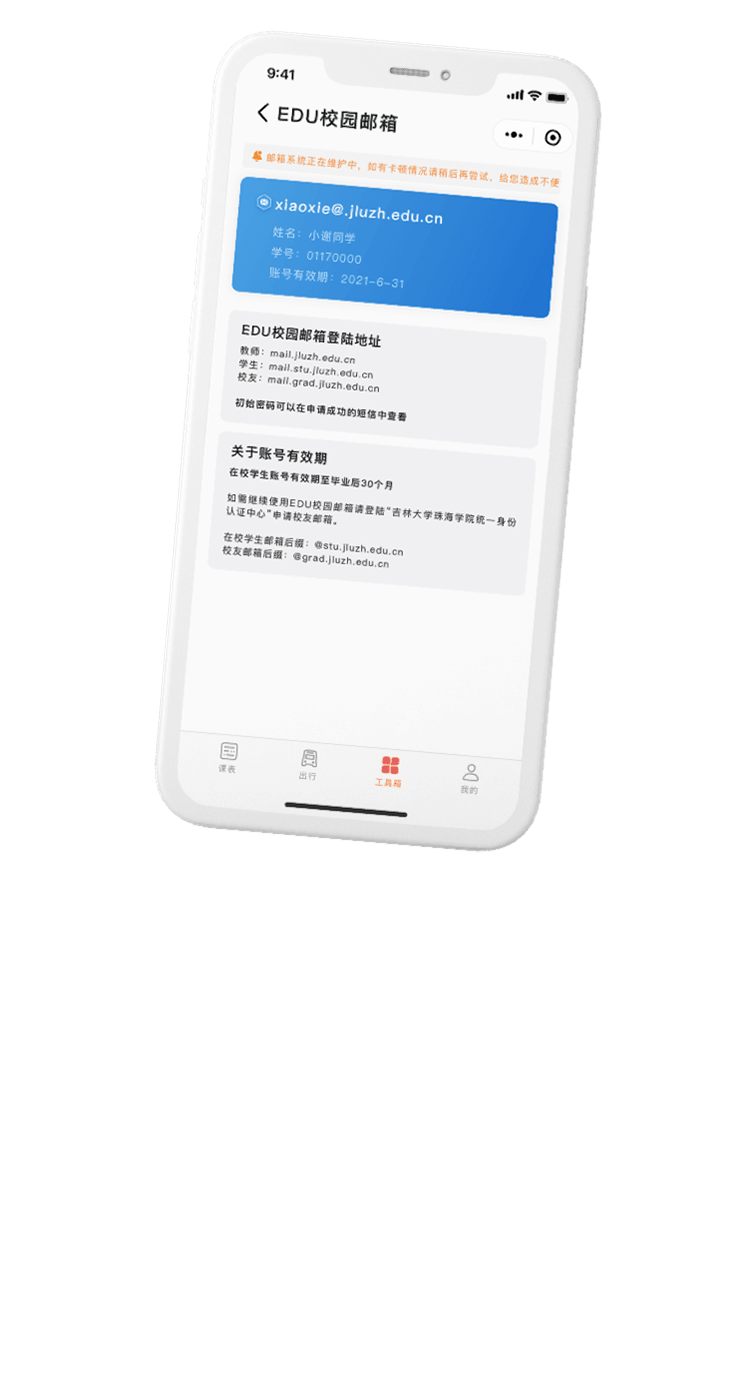 9:41
EDU校园邮箱
邮箱系统正在维护中，如有卡顿情况请稍后再尝试，给您造成不便
xiaoxie@.jluzh.edu.cn
姓名：小谢同学
学号：01170000
账号有效期：2021-6-31
EDU校园邮箱登陆地址
教师：mail.jluzh.edu.cn
学生：mail.stu.jluzh.edu.cn
校友：mail.grad.jluzh.edu.cn
初始密码可以在申请成功的短信中查看
关于账号有效期
在校学生账号有效期至毕业后30个月
如需继续使用EDU校园邮箱请登陆“吉林大学珠海学院统一身份
认证中心”申请校友邮箱。
在校学生邮箱后缀：@stu.jluzh.edu.cn
校友邮箱后缀：@grad.jluzh.edu.cn
课表
出行
工具箱
我的